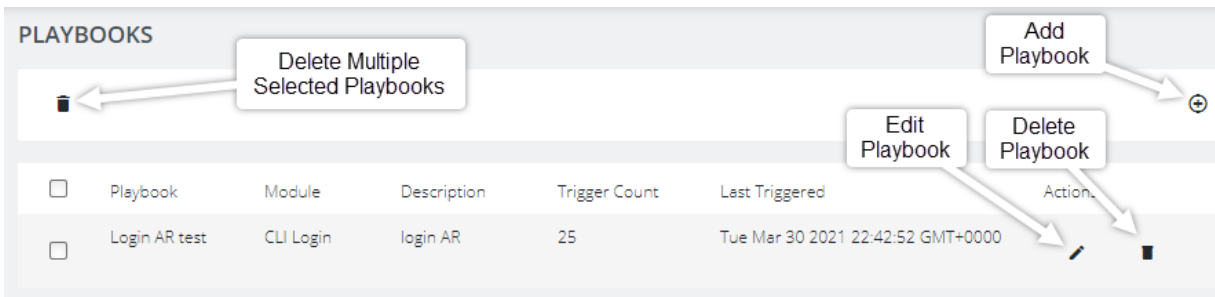 PLAYBOOKS
Delete Multiple
Selected Playbooks
Add
Playbook
Edit
Playbook
Delete
Playbook
Playbook Module Description Trigger Count Last Triggered Actions
Login AR test CLI Login login AR 25 Tue Mar 30 2021 22:42:52 GMT+0000